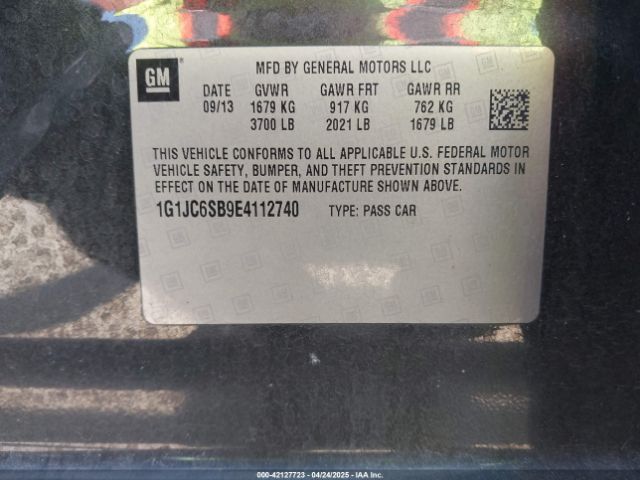 GM
MFD BY GENERAL MOTORS LLC
DATE GVWR GAWR FRT GAWR RR
09/13 1679 KG 917 KG 762 KG
3700 LB 2021 LB 1679 LB
THIS VEHICLE CONFORMS TO ALL APPLICABLE U.S. FEDERAL MOTOR
VEHICLE SAFETY, BUMPER, AND THEFT PREVENTION STANDARDS IN
EFFECT ON THE DATE OF MANUFACTURE SHOWN ABOVE.
1G1JC6SB9E4112740 TYPE: PASS CAR
000-42127723 - 04/24/2025 - IAA Inc.